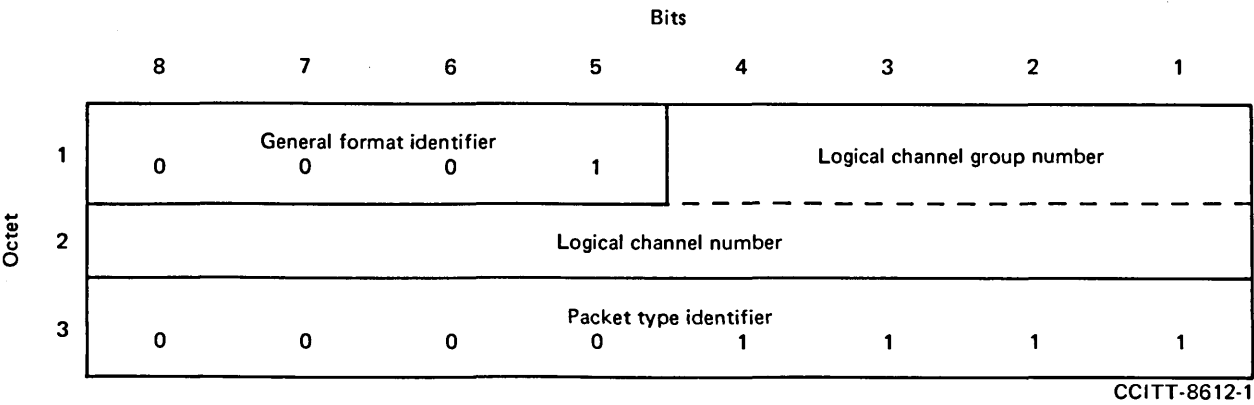 Bits
8 7 6 5 4 3 2 1
General format identifier
1 0 0 0 1 Logical channel group number
Octet
2 Logical channel number
Packet type identifier
3 0 0 0 0 1 1 1 1
CCITT-8612-1